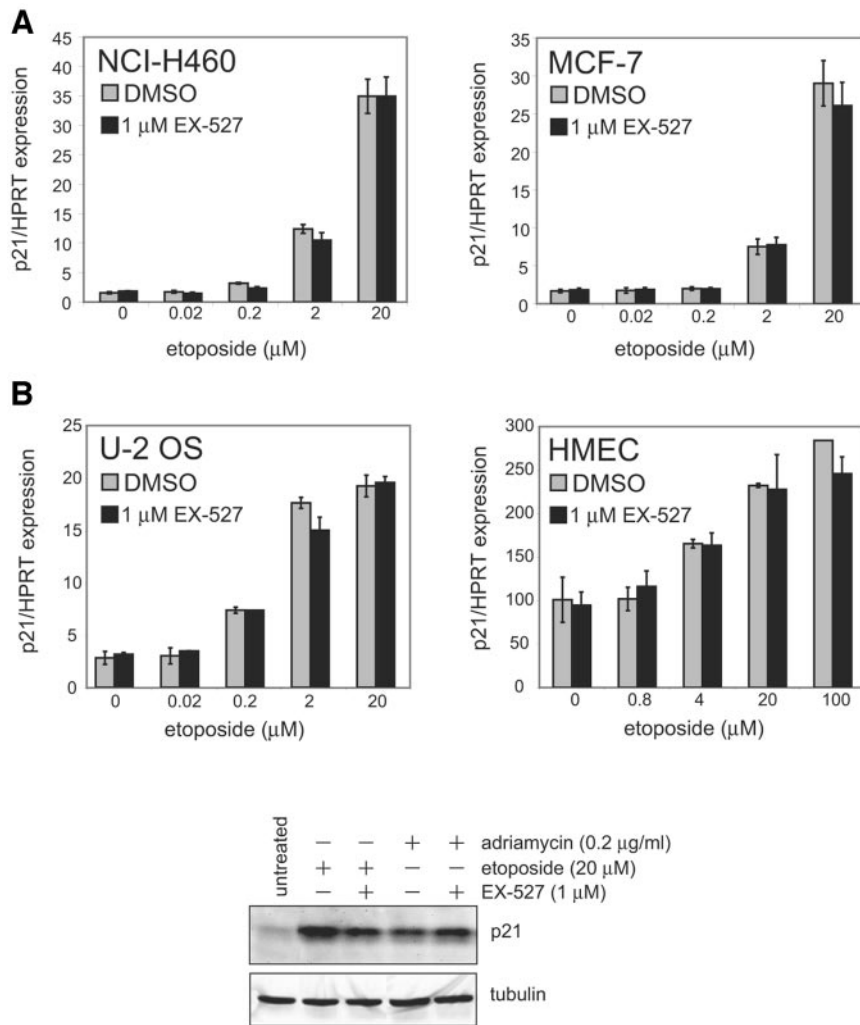 A
NCI-H460
DMSO
1 μM EX-527
p21/HPRT expression
45
40
35
30
25
20
15
10
5
0
0 0.02 0.2 2 20
etoposide (μM)
MCF-7
DMSO
1 μM EX-527
p21/HPRT expression
35
30
25
20
15
10
5
0
0 0.02 0.2 2 20
etoposide (μM)
B
U-2 OS
DMSO
1 μM EX-527
p21/HPRT expression
25
20
15
10
5
0
0 0.02 0.2 2 20
etoposide (μM)
HMEC
DMSO
1 μM EX-527
p21/HPRT expression
300
250
200
150
100
50
0
0 0.8 4 20 100
etoposide (μM)
untreated
− − + + adriamycin (0.2 μg/ml)
+ + − − etoposide (20 μM)
− + − + EX-527 (1 μM)
p21
tubulin